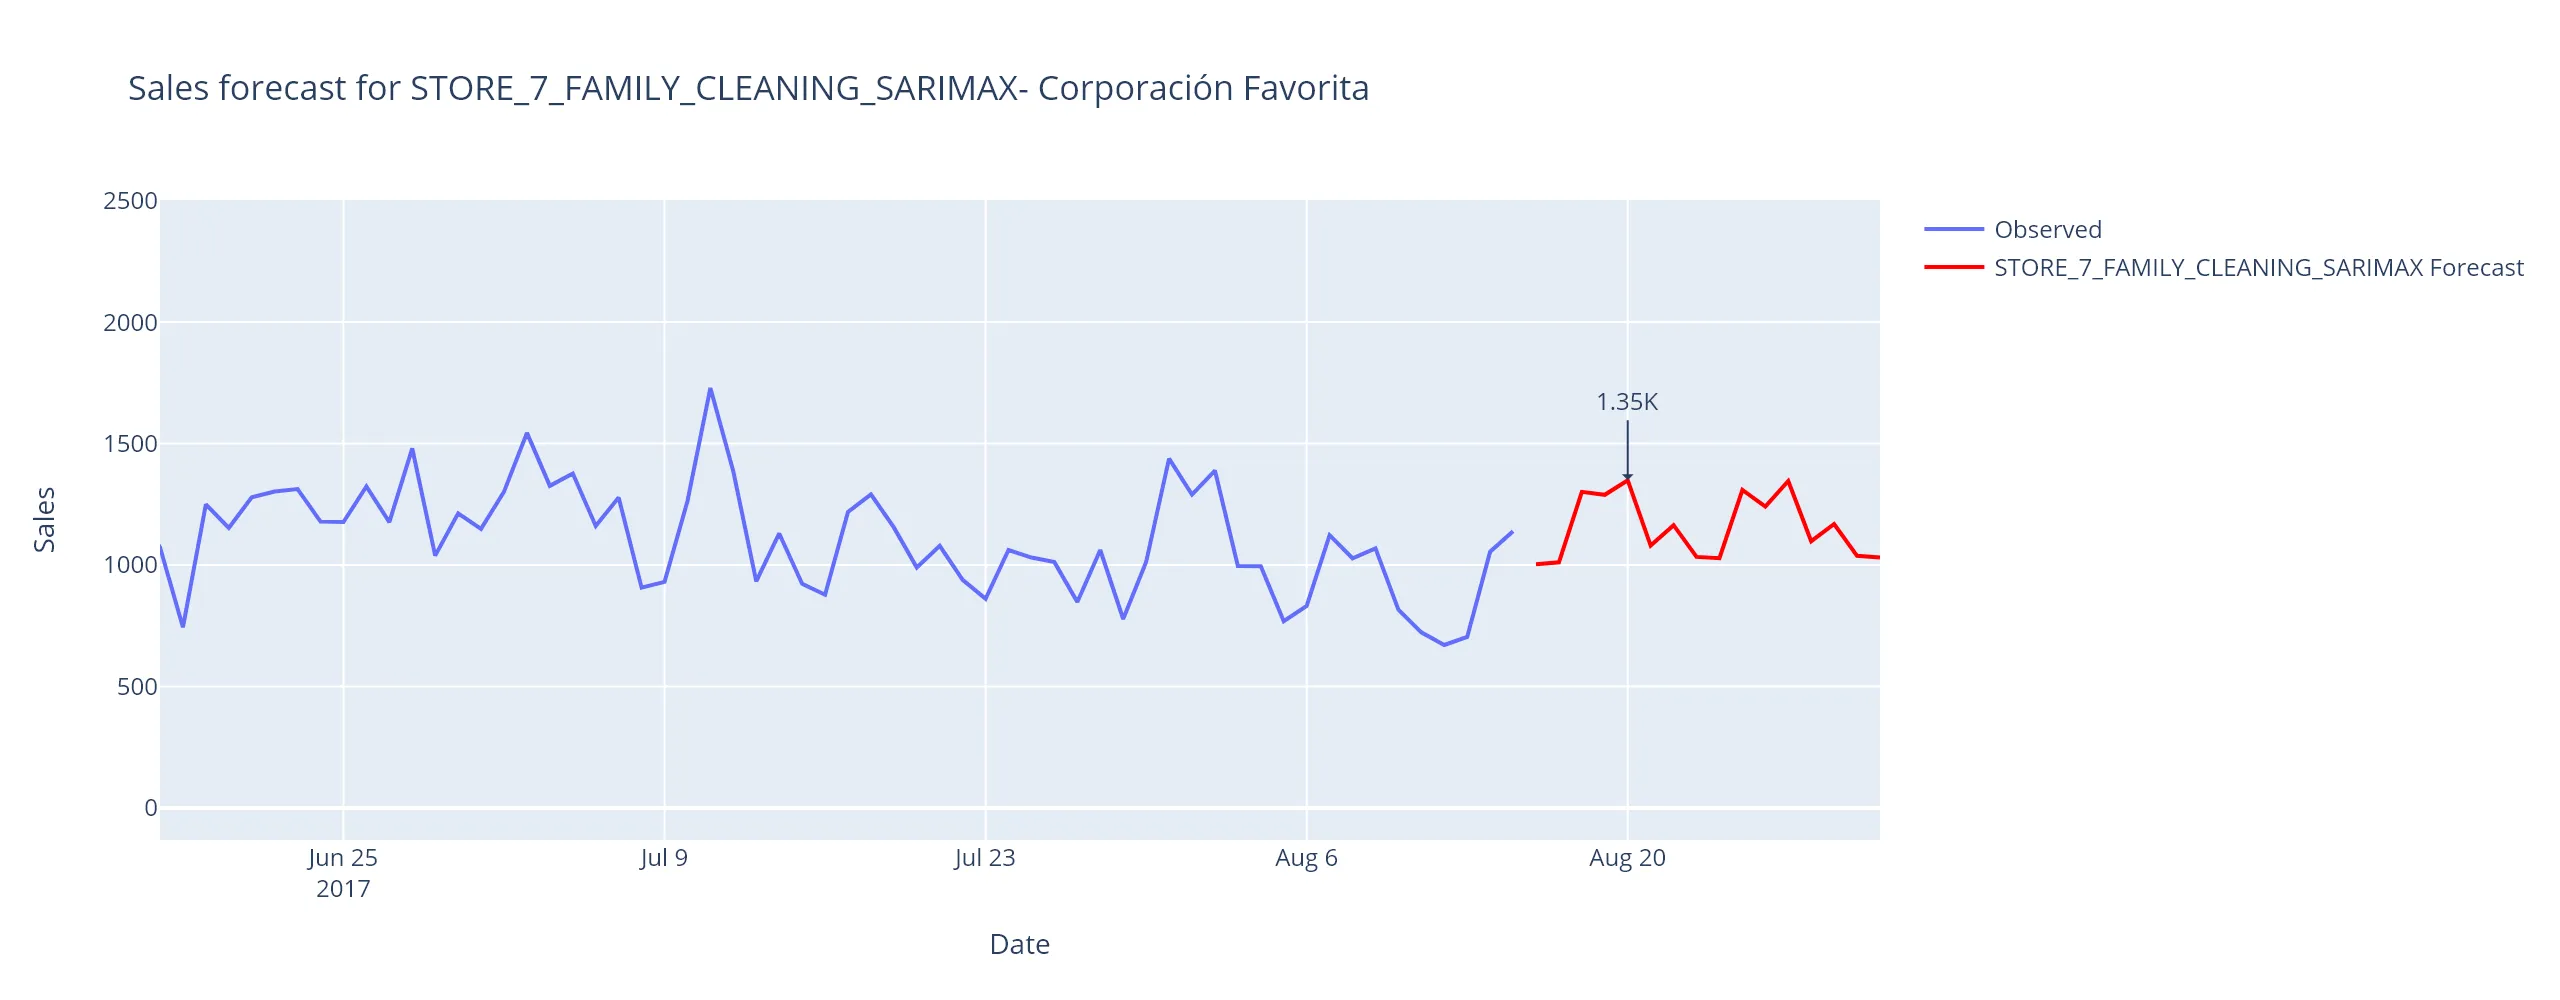 Sales forecast for STORE_7_FAMILY_CLEANING_SARIMAX- Corporación Favorita
2500
2000
1500
1000
500
0
Sales
1.35K
Jun 25
2017
Jul 9
Jul 23
Aug 6
Aug 20
Date
Observed
STORE_7_FAMILY_CLEANING_SARIMAX Forecast